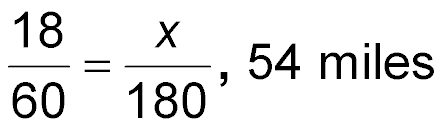 18/60 = x/180, 54 miles